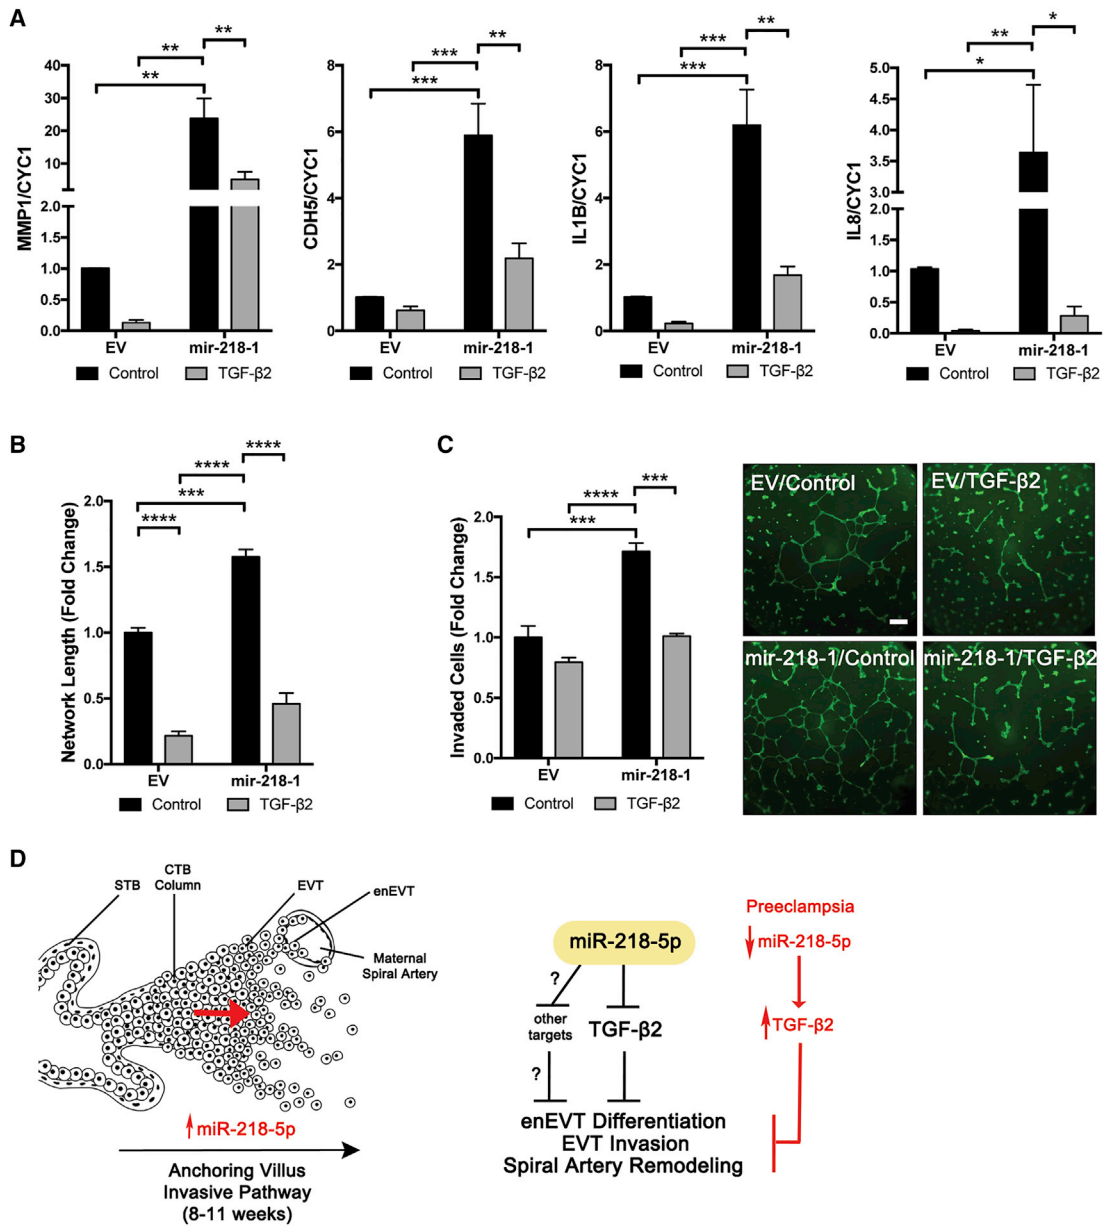 A
**
**
**
MMP1/CYC1
40
30
20
10
2.0
1.5
1.0
0.5
0.0
EV
mir-218-1
Control
TGF-β2
**
***
***
CDH5/CYC1
8
6
4
2
0
EV
mir-218-1
Control
TGF-β2
**
***
***
IL1B/CYC1
8
6
4
2
0
EV
mir-218-1
Control
TGF-β2
*
**
*
IL8/CYC1
5.0
4.5
4.0
3.5
3.0
2.0
1.5
1.0
0.5
0.0
EV
mir-218-1
Control
TGF-β2
B
****
****
***
****
Network Length (Fold Change)
2.0
1.5
1.0
0.5
0.0
EV
mir-218-1
Control
TGF-β2
C
***
****
***
Invaded Cells (Fold Change)
2.0
1.5
1.0
0.5
0.0
EV
mir-218-1
Control
TGF-β2
EV/Control
EV/TGF-β2
mir-218-1/Control
mir-218-1/TGF-β2
D
STB
CTB
Column
EVT
enEVT
Maternal
Spiral Artery
miR-218-5p
Anchoring Villus
Invasive Pathway
(8-11 weeks)
miR-218-5p
?
other
targets
TGF-β2
?
enEVT Differentiation
EVT Invasion
Spiral Artery Remodeling
Preeclampsia
miR-218-5p
TGF-β2